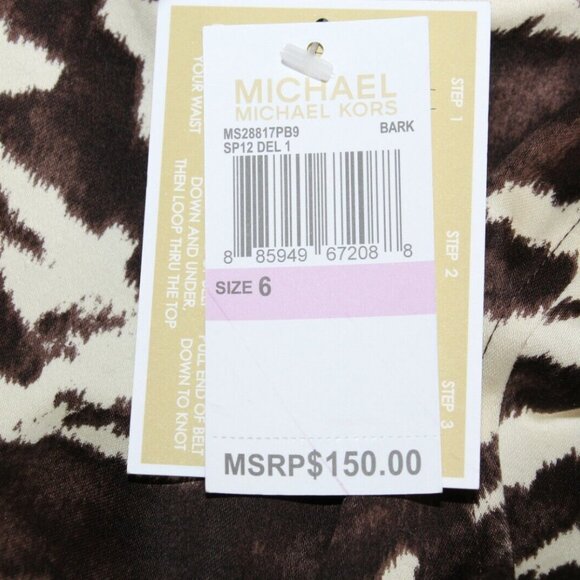 MICHAEL
MICHAEL KORS
MS28817PB9 BARK
SP12 DEL 1
8 85949 67208 8
SIZE 6
MSRP$150.00
STEP 1
YOUR WAIST
STEP 2
DOWN AND UNDER.
THEN LOOP THRU THE TOP
STEP 3
PULL END OF BELT
DOWN TO KNOT